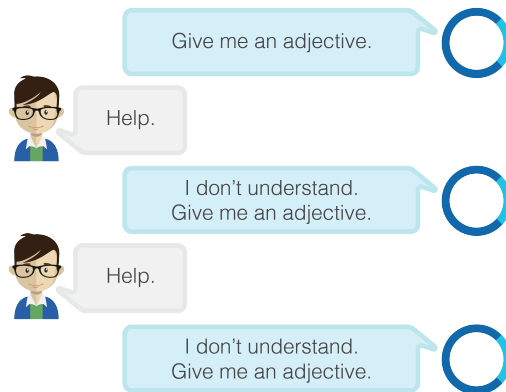 Give me an adjective.
Help.
I don't understand.
Give me an adjective.
Help.
I don't understand.
Give me an adjective.